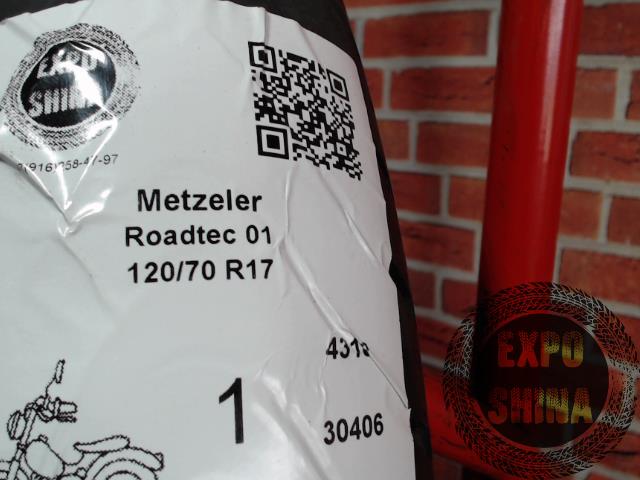 EXPO
SHINA
Metzeler
Roadtec 01
120/70 R17
1
30406
EXPO
SHINA